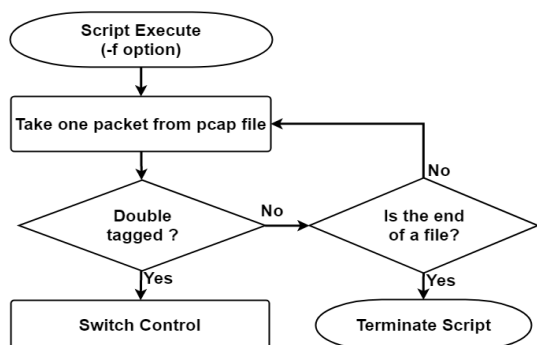 Script Execute
(-f option)
Take one packet from pcap file
No
Double
tagged ?
No
Is the end
of a file?
Yes
Yes
Switch Control
Terminate Script